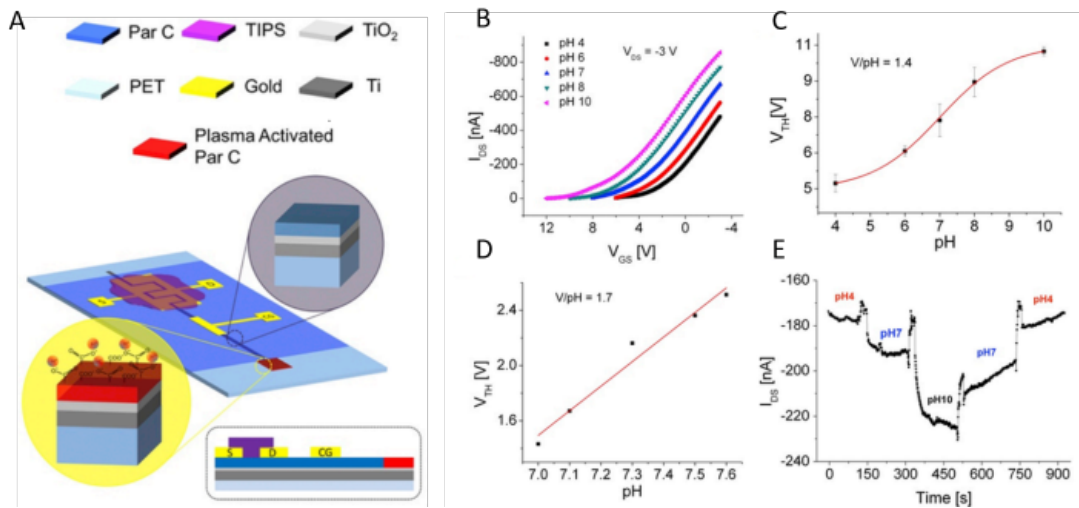 A
Par C
TIPS
TiO2
PET
Gold
Ti
Plasma Activated
Par C
S
D
CG
B
pH 4
pH 6
pH 7
pH 8
pH 10
VDS = -3 V
-800
-600
-400
-200
0
IDS [nA]
12
8
4
0
-4
VGS [V]
C
V/pH = 1.4
11
9
8
6
5
VTH[V]
4
5
6
7
8
9
10
pH
D
V/pH = 1.7
2.4
2.0
1.6
VTH [V]
7.0
7.1
7.2
7.3
7.4
7.5
7.6
pH
E
-160
-180
-200
-220
-240
IDS [nA]
pH4
pH7
pH10
pH7
pH4
0
150
300
450
600
750
900
Time [s]